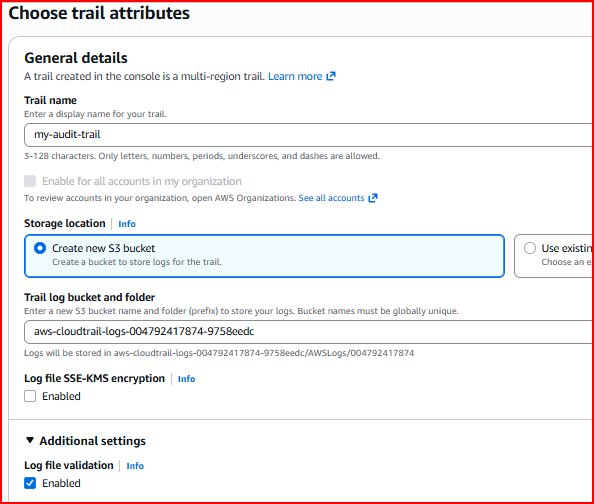 Choose trail attributes
General details
A trail created in the console is a multi-region trail. Learn more
Trail name
Enter a display name for your trail.
my-audit-trail
3-128 characters. Only letters, numbers, periods, underscores, and dashes are allowed.
Enable for all accounts in my organization
To review accounts in your organization, open AWS Organizations. See all accounts
Storage location | Info
Create new S3 bucket
Create a bucket to store logs for the trail.
Use existin
Choose an e
Trail log bucket and folder
Enter a new S3 bucket name and folder (prefix) to store your logs. Bucket names must be globally unique.
aws-cloudtrail-logs-004792417874-9758eedc
Logs will be stored in aws-cloudtrail-logs-004792417874-9758eedc/AWSLogs/004792417874
Log file SSE-KMS encryption | Info
Enabled
Additional settings
Log file validation | Info
Enabled